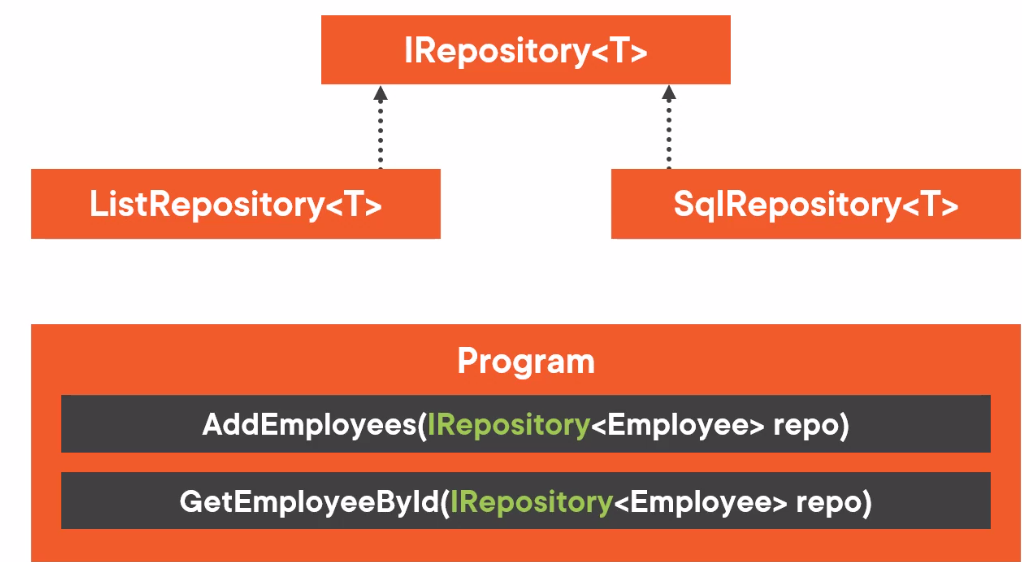 IRepository<T>
ListRepository<T>
SqlRepository<T>
Program
AddEmployees(IRepository<Employee> repo)
GetEmployeeById(IRepository<Employee> repo)